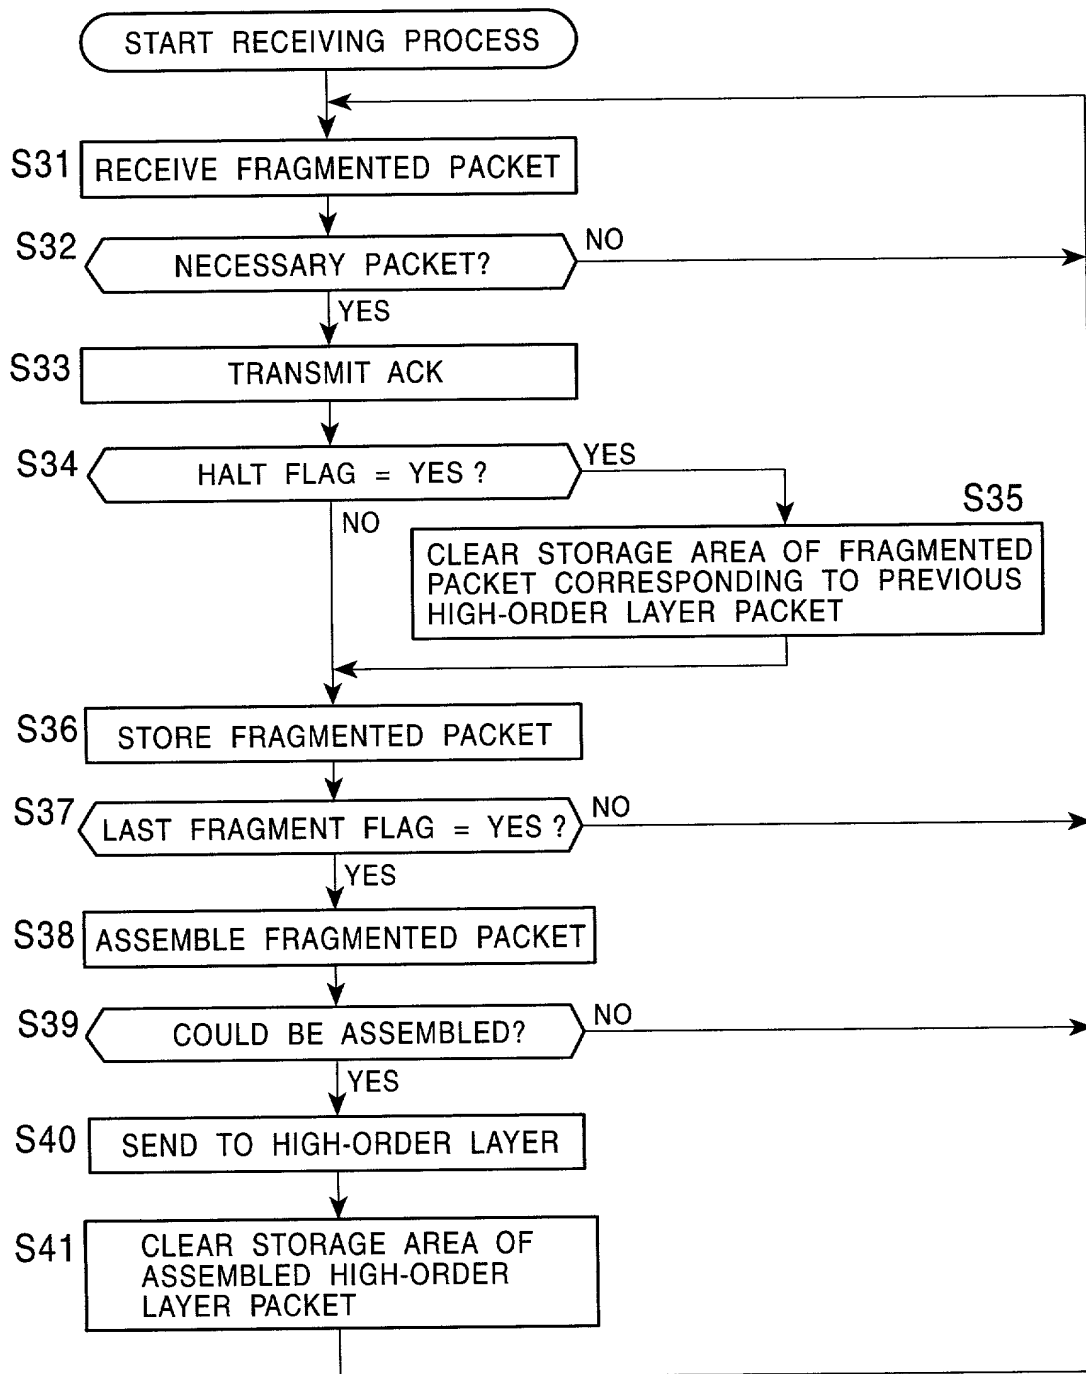 START RECEIVING PROCESS
S31
RECEIVE FRAGMENTED PACKET
S32
NECESSARY PACKET?
NO
YES
S33
TRANSMIT ACK
S34
HALT FLAG = YES ?
YES
NO
S35
CLEAR STORAGE AREA OF FRAGMENTED
PACKET CORRESPONDING TO PREVIOUS
HIGH-ORDER LAYER PACKET
S36
STORE FRAGMENTED PACKET
S37
LAST FRAGMENT FLAG = YES ?
NO
YES
S38
ASSEMBLE FRAGMENTED PACKET
S39
COULD BE ASSEMBLED?
NO
YES
S40
SEND TO HIGH-ORDER LAYER
S41
CLEAR STORAGE AREA OF
ASSEMBLED HIGH-ORDER
LAYER PACKET